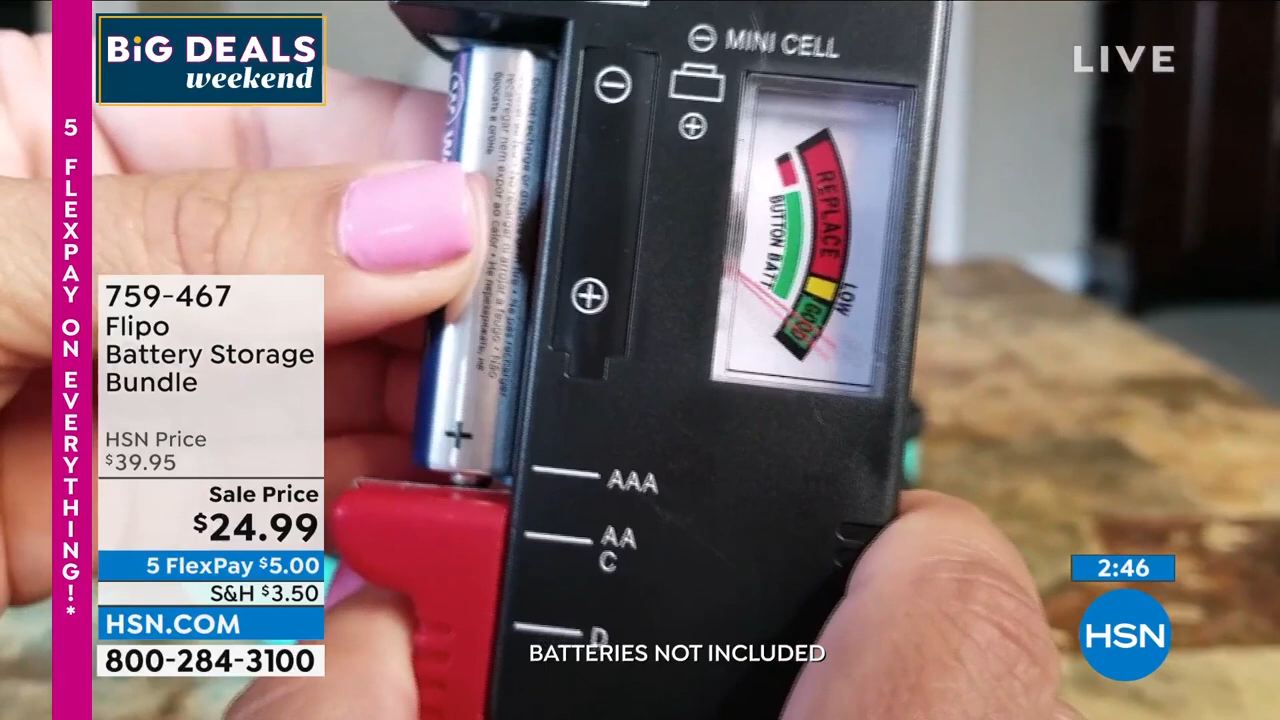 BiG DEALS
weekend
LIVE
5 FLEXPAY ON EVERYTHING!*
759-467
Flipo
Battery Storage
Bundle
HSN Price
$39.95
Sale Price
$24.99
5 FlexPay $5.00
S&H $3.50
HSN.COM
800-284-3100
MINI CELL
REPLACE
BUTTON BATT
LOW
GOOD
AAA
AA
C
D
BATTERIES NOT INCLUDED
2:46
HSN